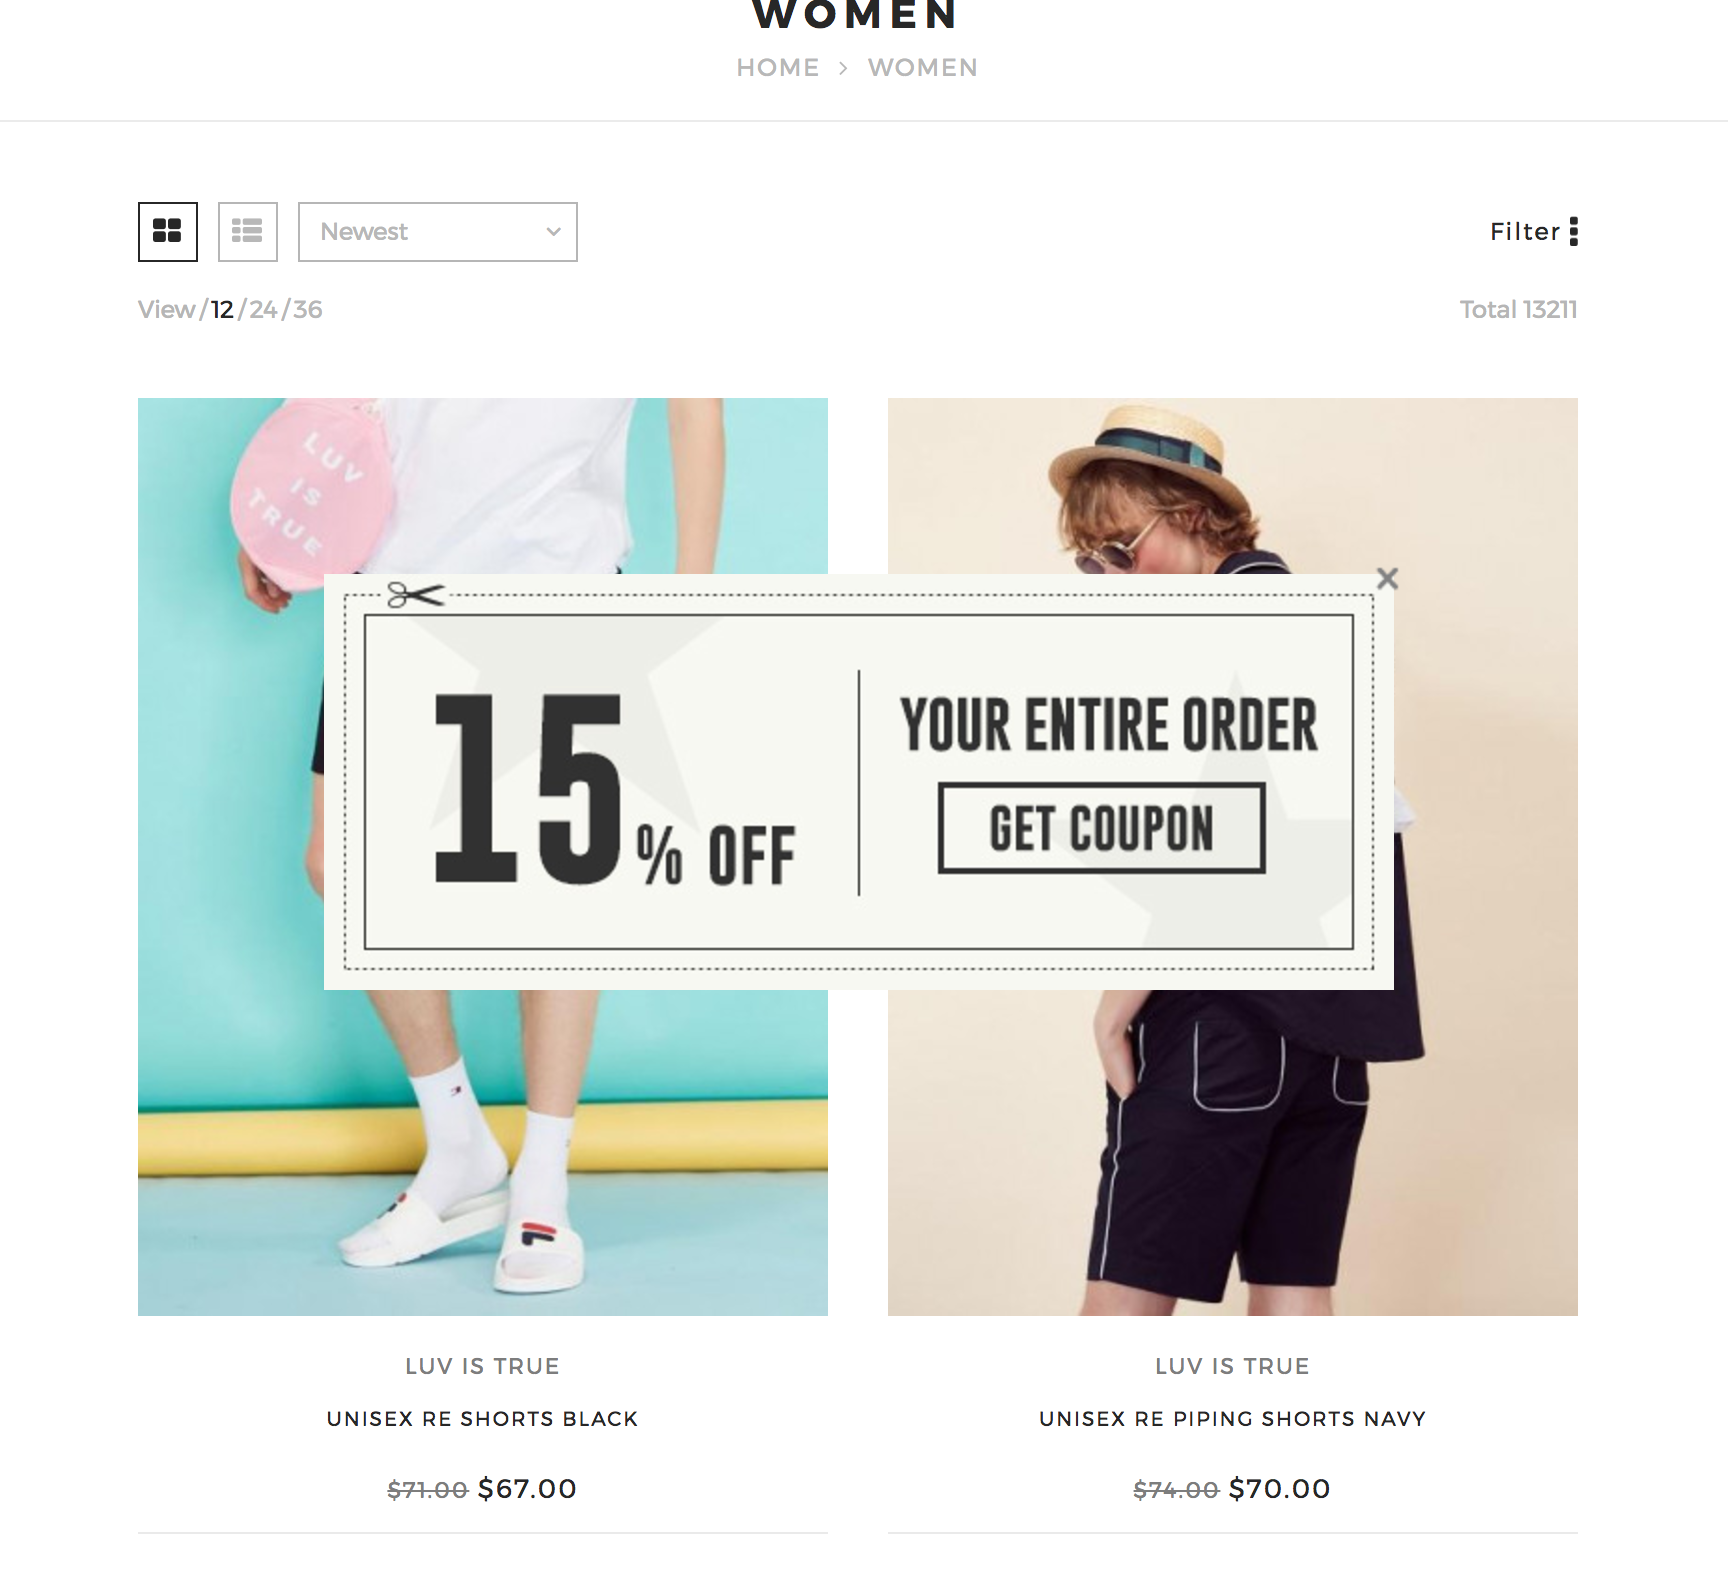 WOMEN
HOME > WOMEN
Newest
Filter
View / 12 / 24 / 36
Total 13211
LUV
IS
TRUE
15% OFF
YOUR ENTIRE ORDER
GET COUPON
LUV IS TRUE
UNISEX RE SHORTS BLACK
$71.00 $67.00
LUV IS TRUE
UNISEX RE PIPING SHORTS NAVY
$74.00 $70.00